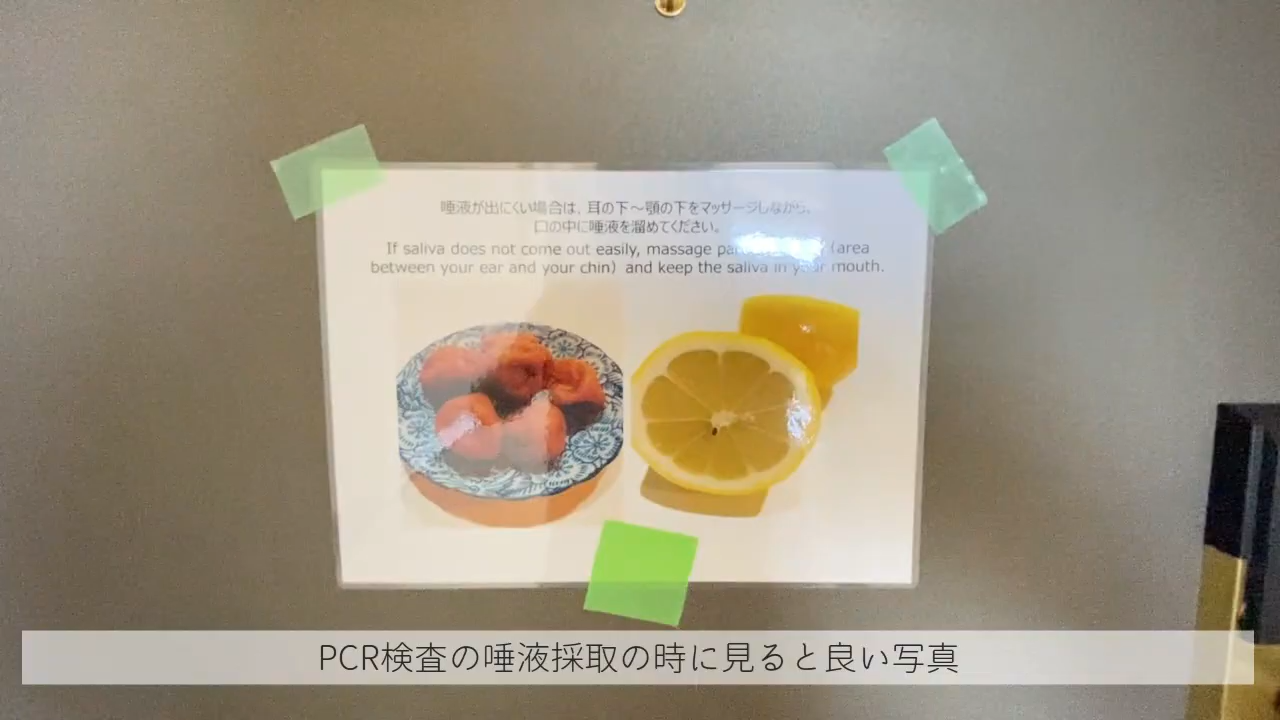 唾液が出にくい場合は、耳の下～顎の下をマッサージしながら、
口の中に唾液を溜めてください。
If saliva does not come out easily, massage (area
between your ear and your chin) and keep the saliva in your mouth.
PCR検査の唾液採取の時に見ると良い写真